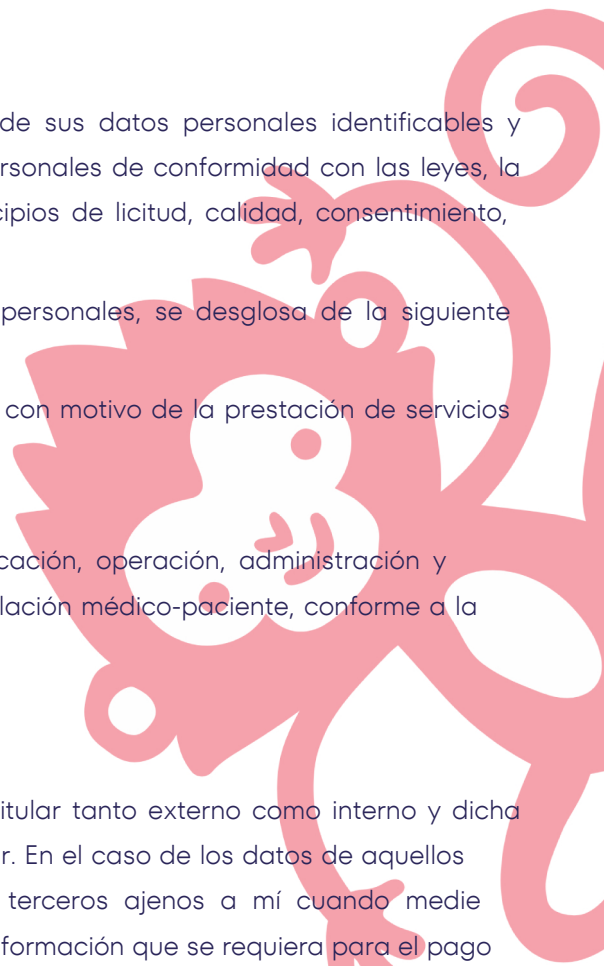 de sus datos personales identificables y
ersonales de conformidad con las leyes, la
cipios de licitud, calidad, consentimiento,
personales, se desglosa de la siguiente
con motivo de la prestación de servicios
cación, operación, administración y
lación médico-paciente, conforme a la
itular tanto externo como interno y dicha
r. En el caso de los datos de aquellos
terceros ajenos a mí cuando medie
formación que se requiera para el pago